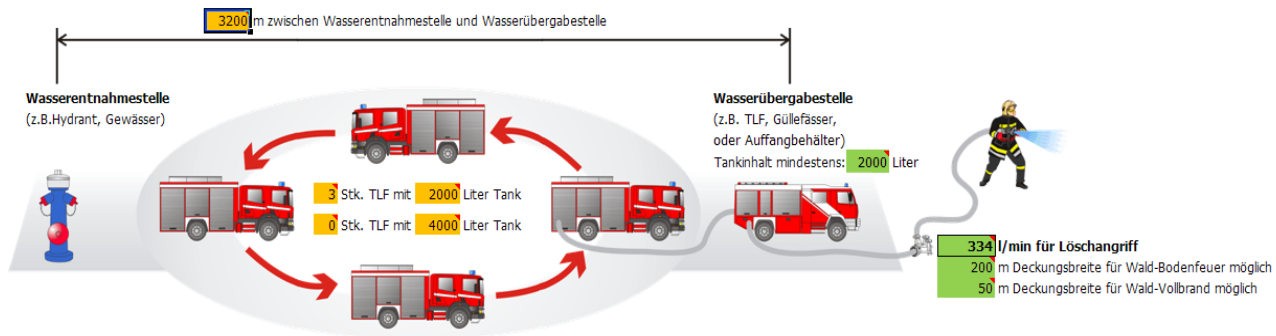 3200 m zwischen Wasserentnahmestelle und Wasserübergabestelle
Wasserentnahmestelle
(z.B.Hydrant, Gewässer)
Wasserübergabestelle
(z.B. TLF, Güllefässer,
oder Auffangbehälter)
Tankinhalt mindestens: 2000 Liter
3 Stk. TLF mit 2000 Liter Tank
0 Stk. TLF mit 4000 Liter Tank
334 l/min für Löschangriff
200 m Deckungsbreite für Wald-Bodenfeuer möglich
50 m Deckungsbreite für Wald-Vollbrand möglich